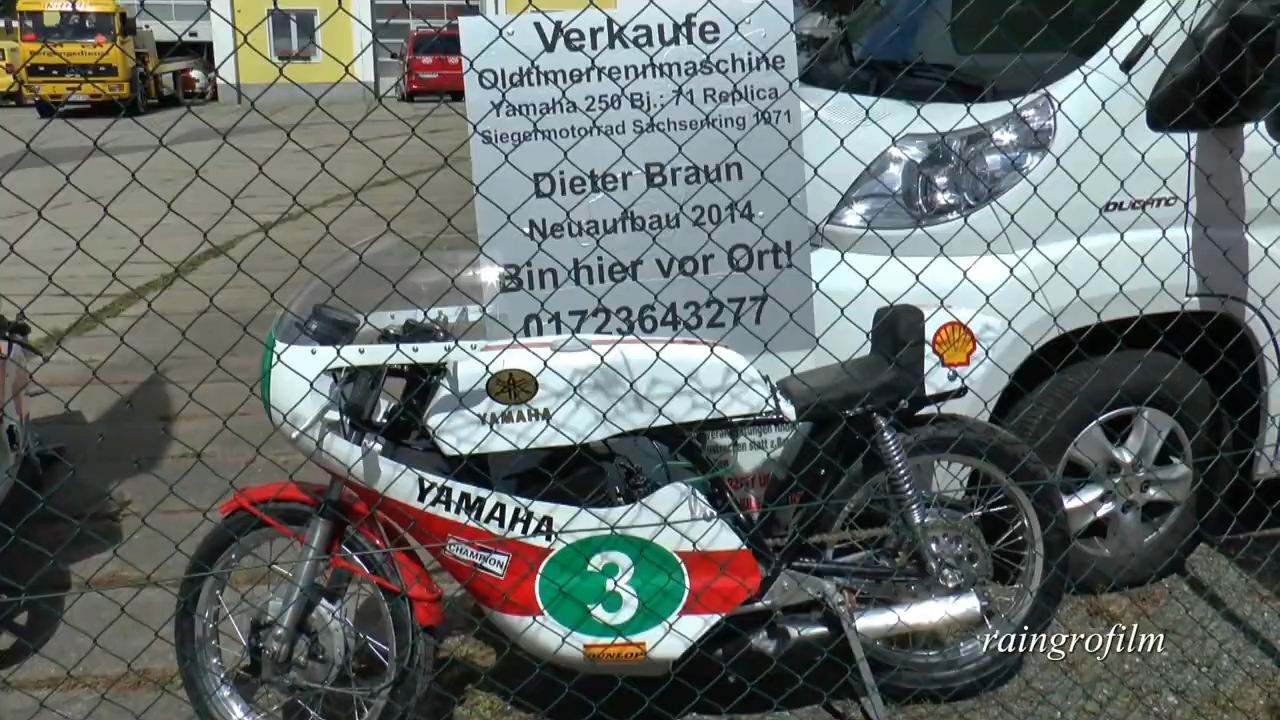 Bergungsdienst
Verkaufe
Oldtimerrennmaschine
Yamaha 250 Bj.: 71 Replica
Siegermotorrad Sachsenring 1971
Dieter Braun
Neuaufbau 2014
Bin hier vor Ort!
01723643277
DUCATO
YAMAHA
YAMAHA
CHAMPION
3
DUNLOP
raingrofilm